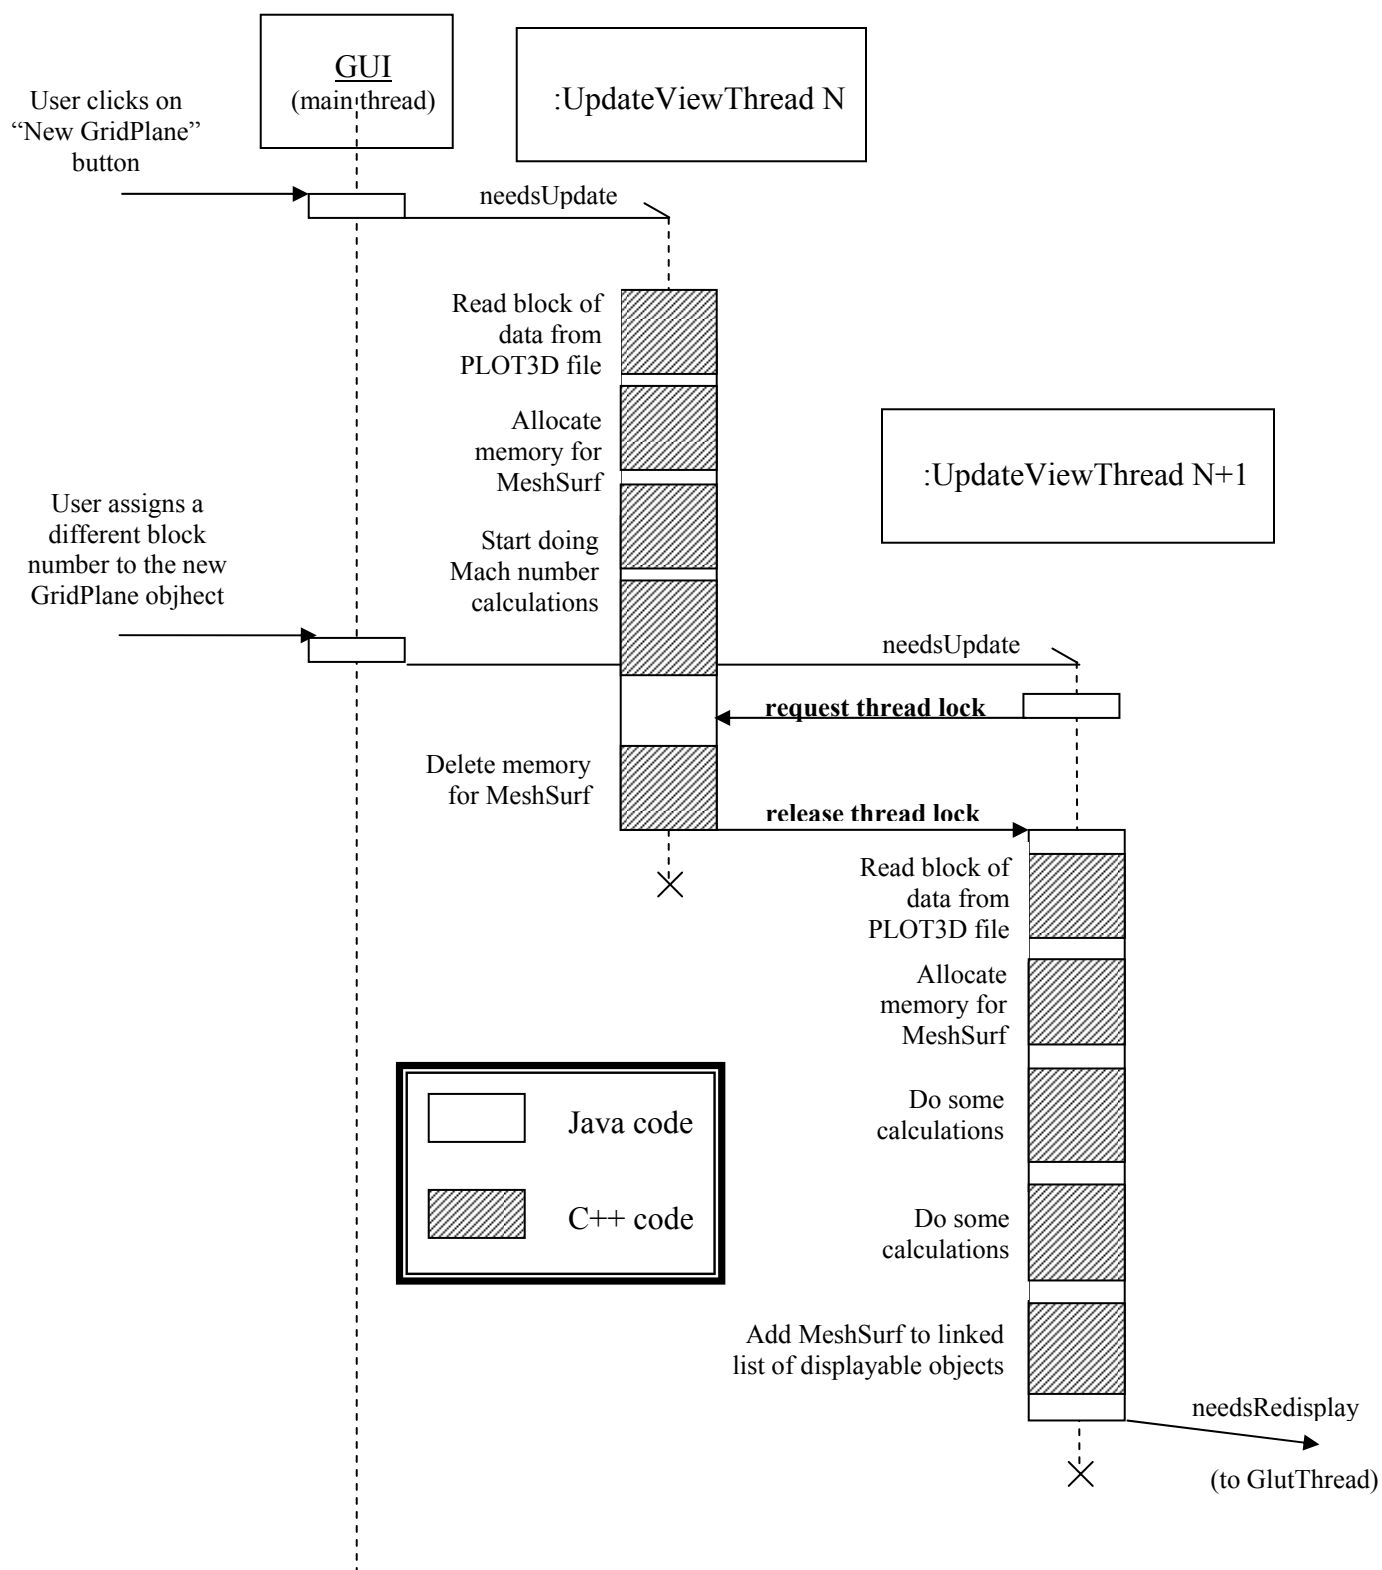 GUI
(main thread)
:UpdateViewThread N
User clicks on
“New GridPlane”
button
needsUpdate
Read block of
data from
PLOT3D file
Allocate
memory for
MeshSurf
:UpdateViewThread N+1
User assigns a
different block
number to the new
GridPlane objhect
Start doing
Mach number
calculations
needsUpdate
request thread lock
Delete memory
for MeshSurf
release thread lock
Read block of
data from
PLOT3D file
Allocate
memory for
MeshSurf
Java code
C++ code
Do some
calculations
Do some
calculations
Add MeshSurf to linked
list of displayable objects
needsRedisplay
(to GlutThread)